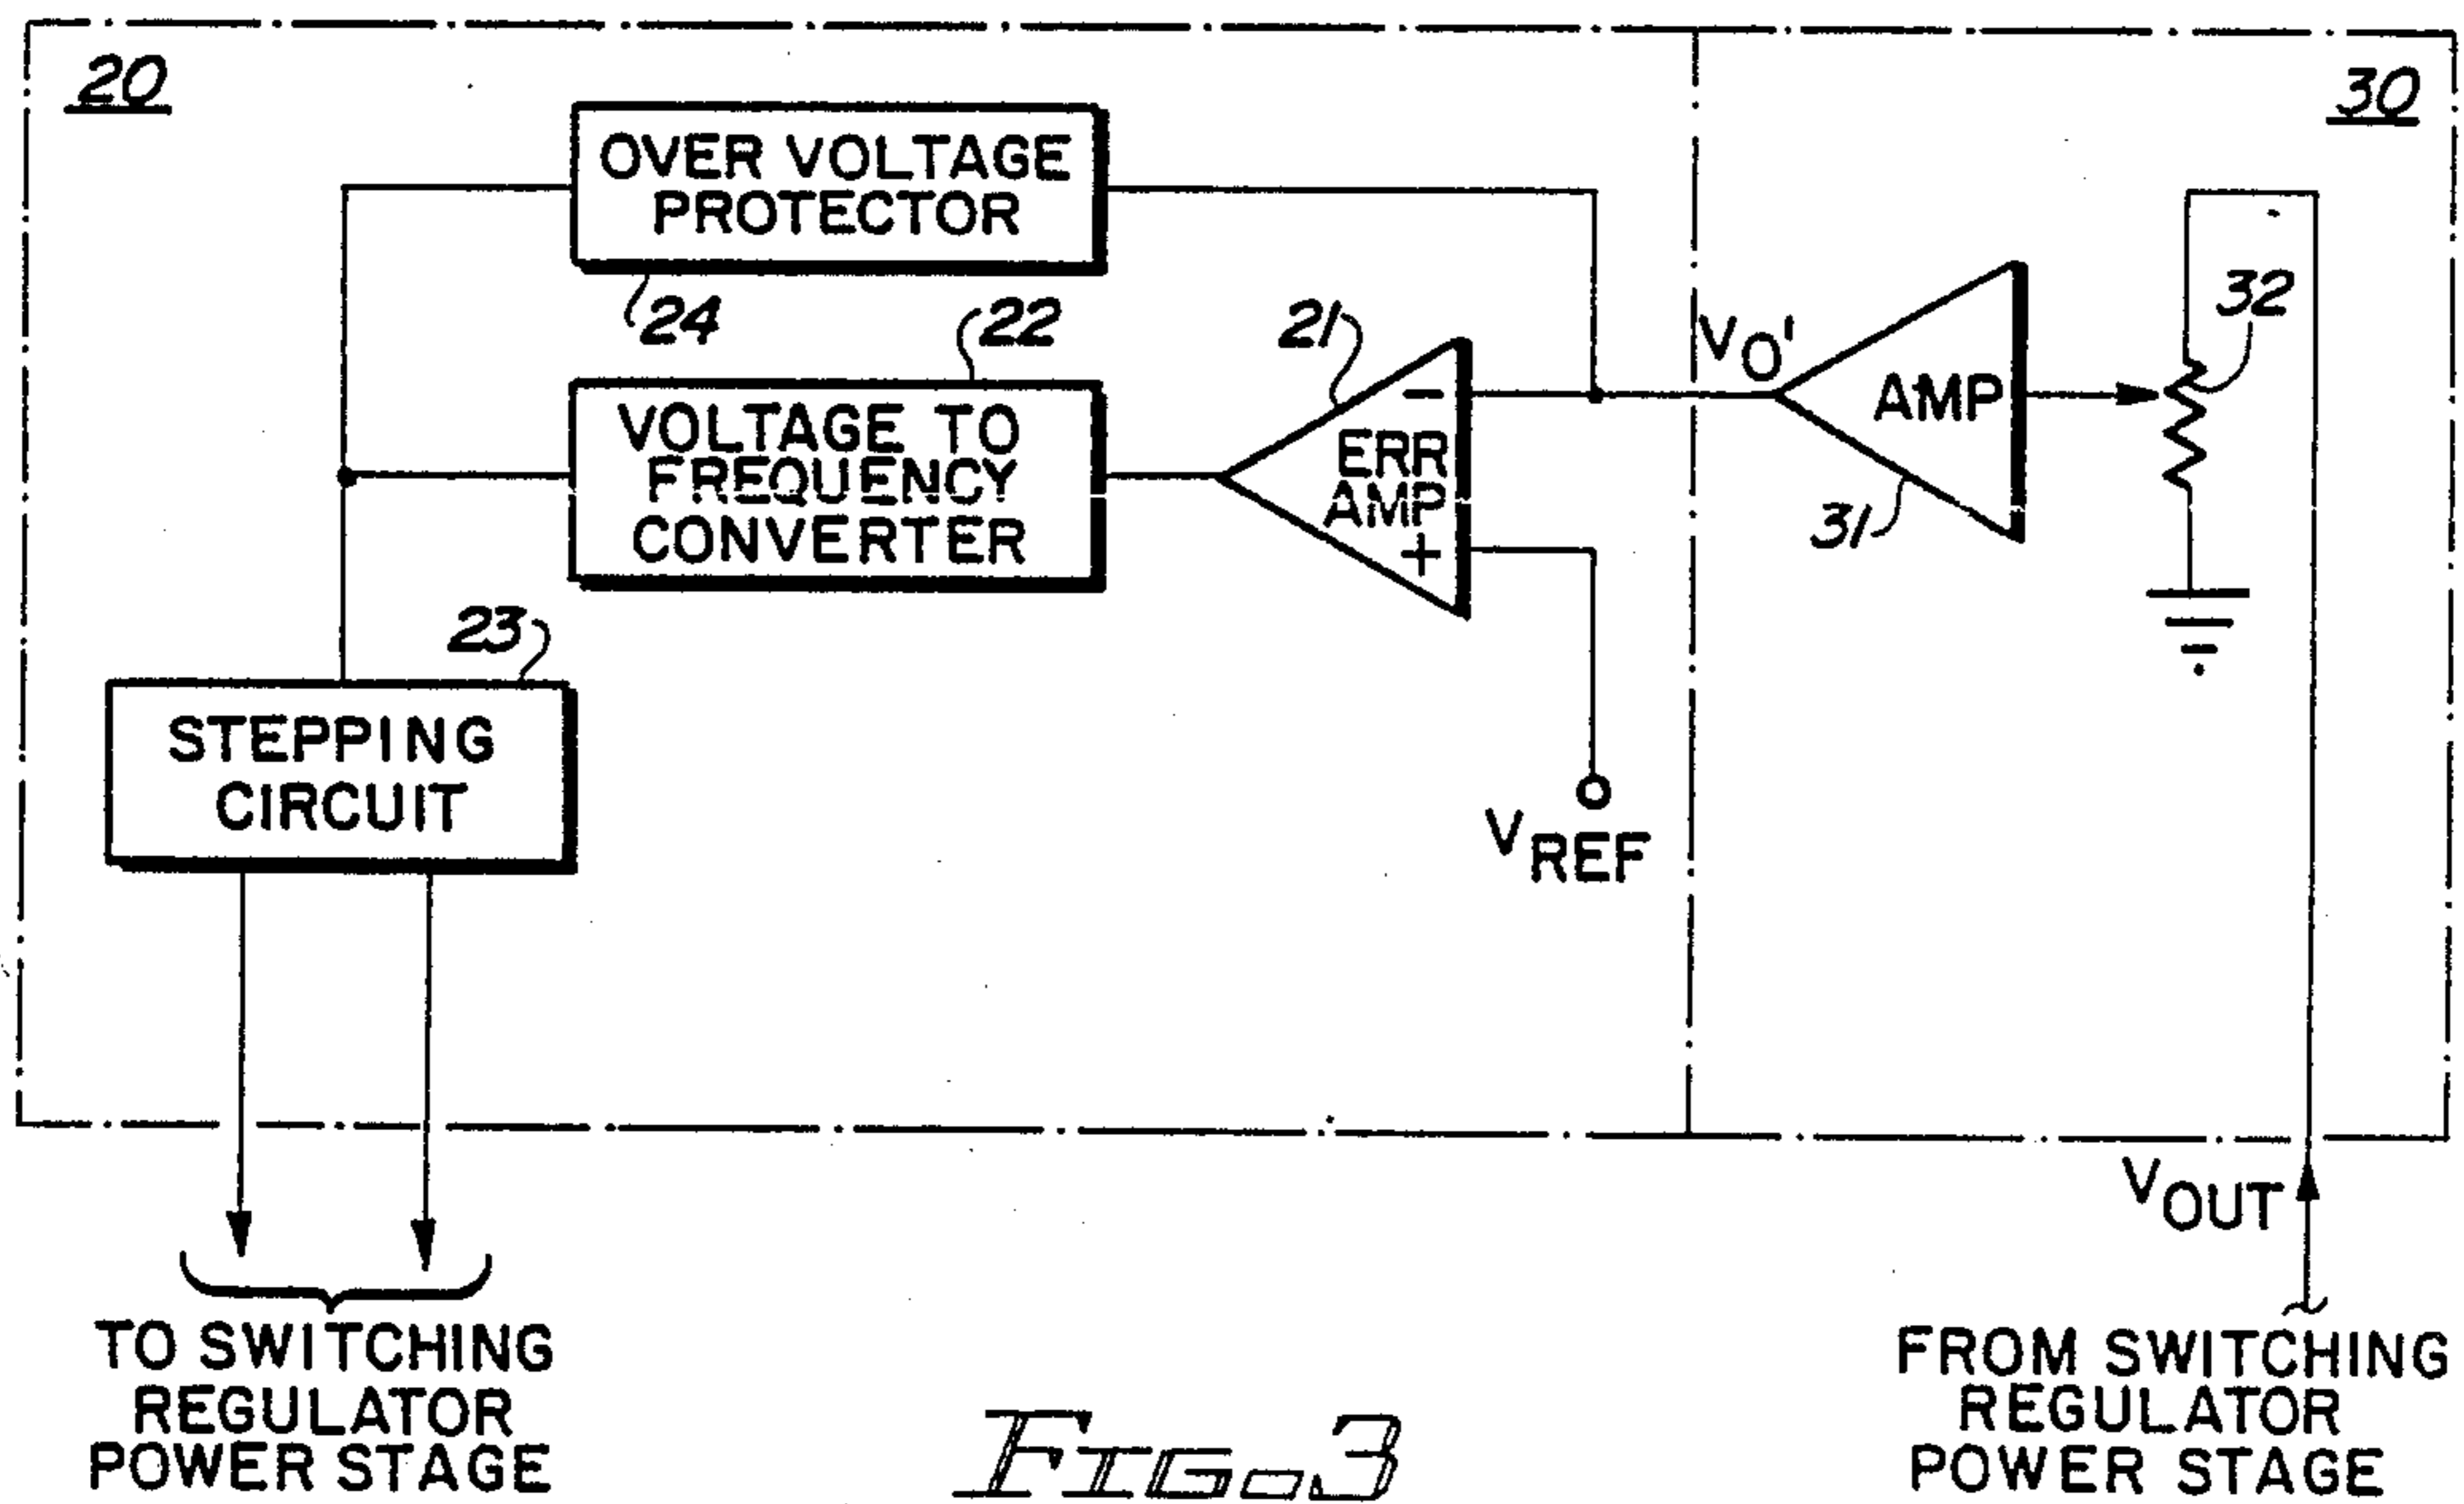 20
30
OVER VOLTAGE
PROTECTOR
24
22
21
32
VO'
VOLTAGE TO
FREQUENCY
CONVERTER
-
ERR
AMP
+
AMP
31
23
STEPPING
CIRCUIT
VREF
VOUT
TO SWITCHING
REGULATOR
POWER STAGE
FROM SWITCHING
REGULATOR
POWER STAGE
FIG. 3